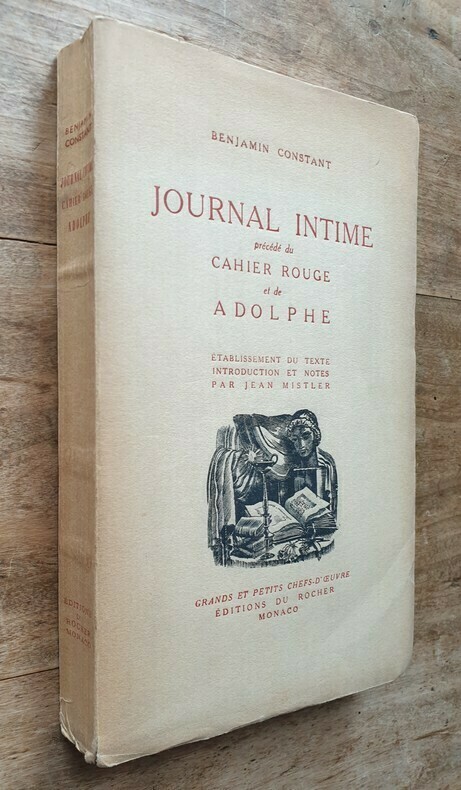 BENJAMIN CONSTANT
JOURNAL INTIME
précédé du
CAHIER ROUGE
et de
ADOLPHE
ÉTABLISSEMENT DU TEXTE
INTRODUCTION ET NOTES
PAR JEAN MISTLER
GRANDS ET PETITS CHEFS-D'ŒUVRE
ÉDITIONS DU ROCHER
MONACO
BENJAMIN
CONSTANT
JOURNAL INTIME
CAHIER ROUGE
ADOLPHE
ÉDITIONS
ROCHER
MONACO